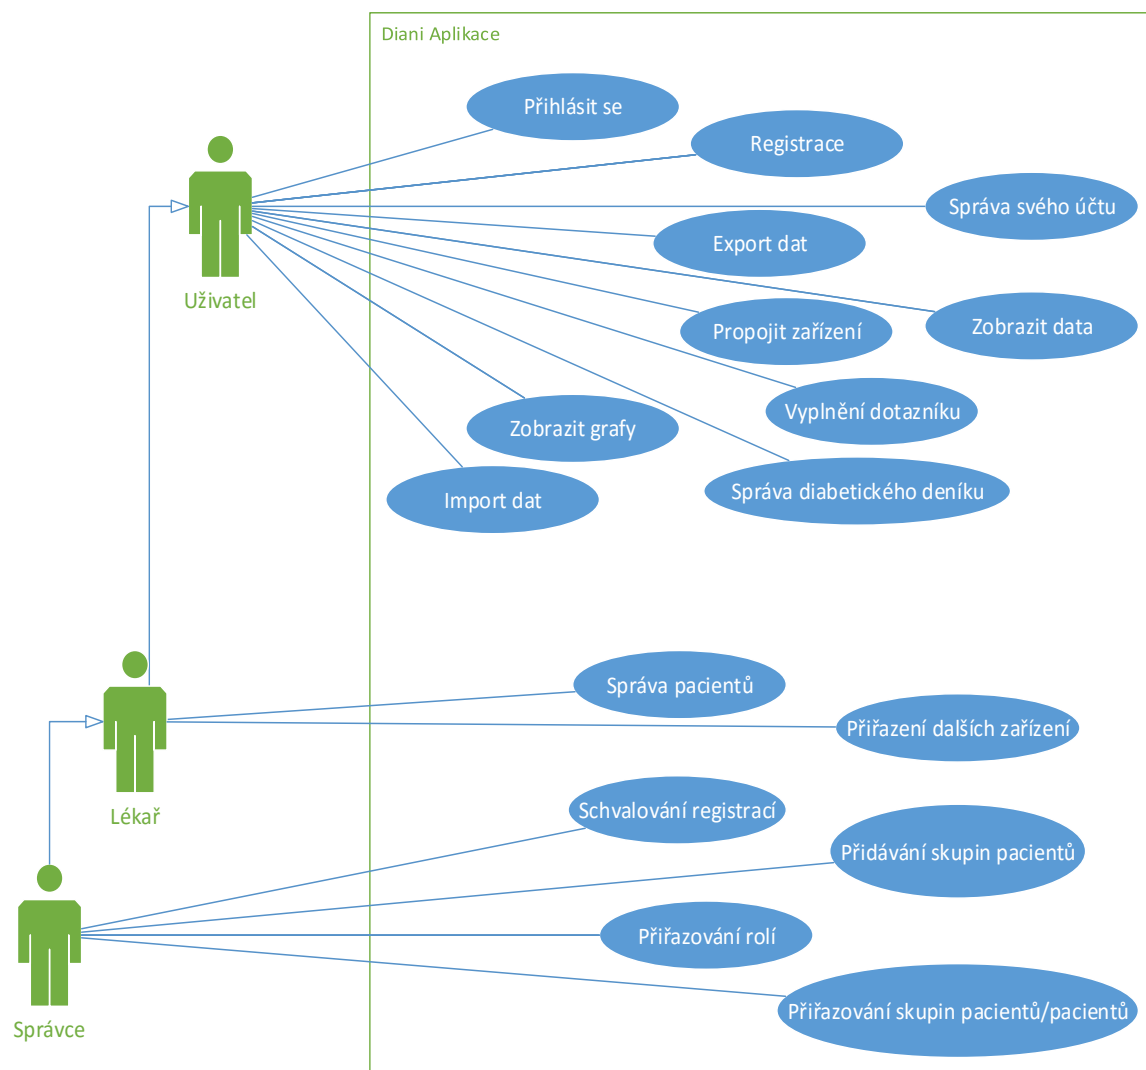 Diani Aplikace
Přihlásit se
Registrace
Správa svého účtu
Export dat
Uživatel
Propojit zařízení
Zobrazit data
Vyplnění dotazníku
Zobrazit grafy
Správa diabetického deníku
Import dat
Správa pacientů
Přiřazení dalších zařízení
Lékař
Schvalování registrací
Přidávání skupin pacientů
Přiřazování rolí
Přiřazování skupin pacientů/pacientů
Správce